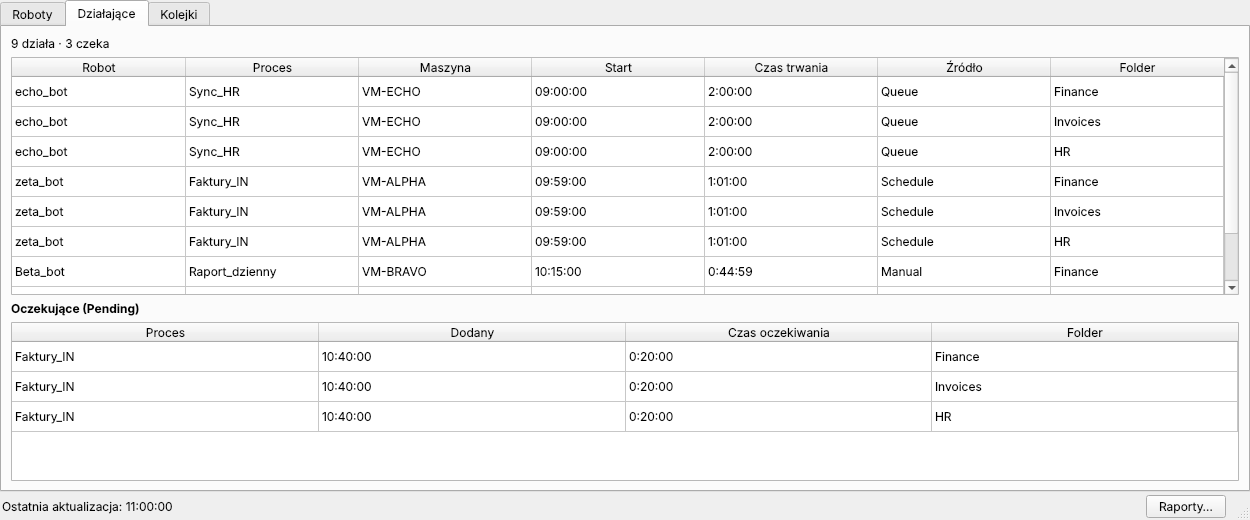 Roboty Działające Kolejki
9 działa · 3 czeka
Robot Proces Maszyna Start Czas trwania Źródło Folder
echo_bot Sync_HR VM-ECHO 09:00:00 2:00:00 Queue Finance
echo_bot Sync_HR VM-ECHO 09:00:00 2:00:00 Queue Invoices
echo_bot Sync_HR VM-ECHO 09:00:00 2:00:00 Queue HR
zeta_bot Faktury_IN VM-ALPHA 09:59:00 1:01:00 Schedule Finance
zeta_bot Faktury_IN VM-ALPHA 09:59:00 1:01:00 Schedule Invoices
zeta_bot Faktury_IN VM-ALPHA 09:59:00 1:01:00 Schedule HR
Beta_bot Raport_dzienny VM-BRAVO 10:15:00 0:44:59 Manual Finance
Oczekujące (Pending)
Proces Dodany Czas oczekiwania Folder
Faktury_IN 10:40:00 0:20:00 Finance
Faktury_IN 10:40:00 0:20:00 Invoices
Faktury_IN 10:40:00 0:20:00 HR
Ostatnia aktualizacja: 11:00:00 Raporty...